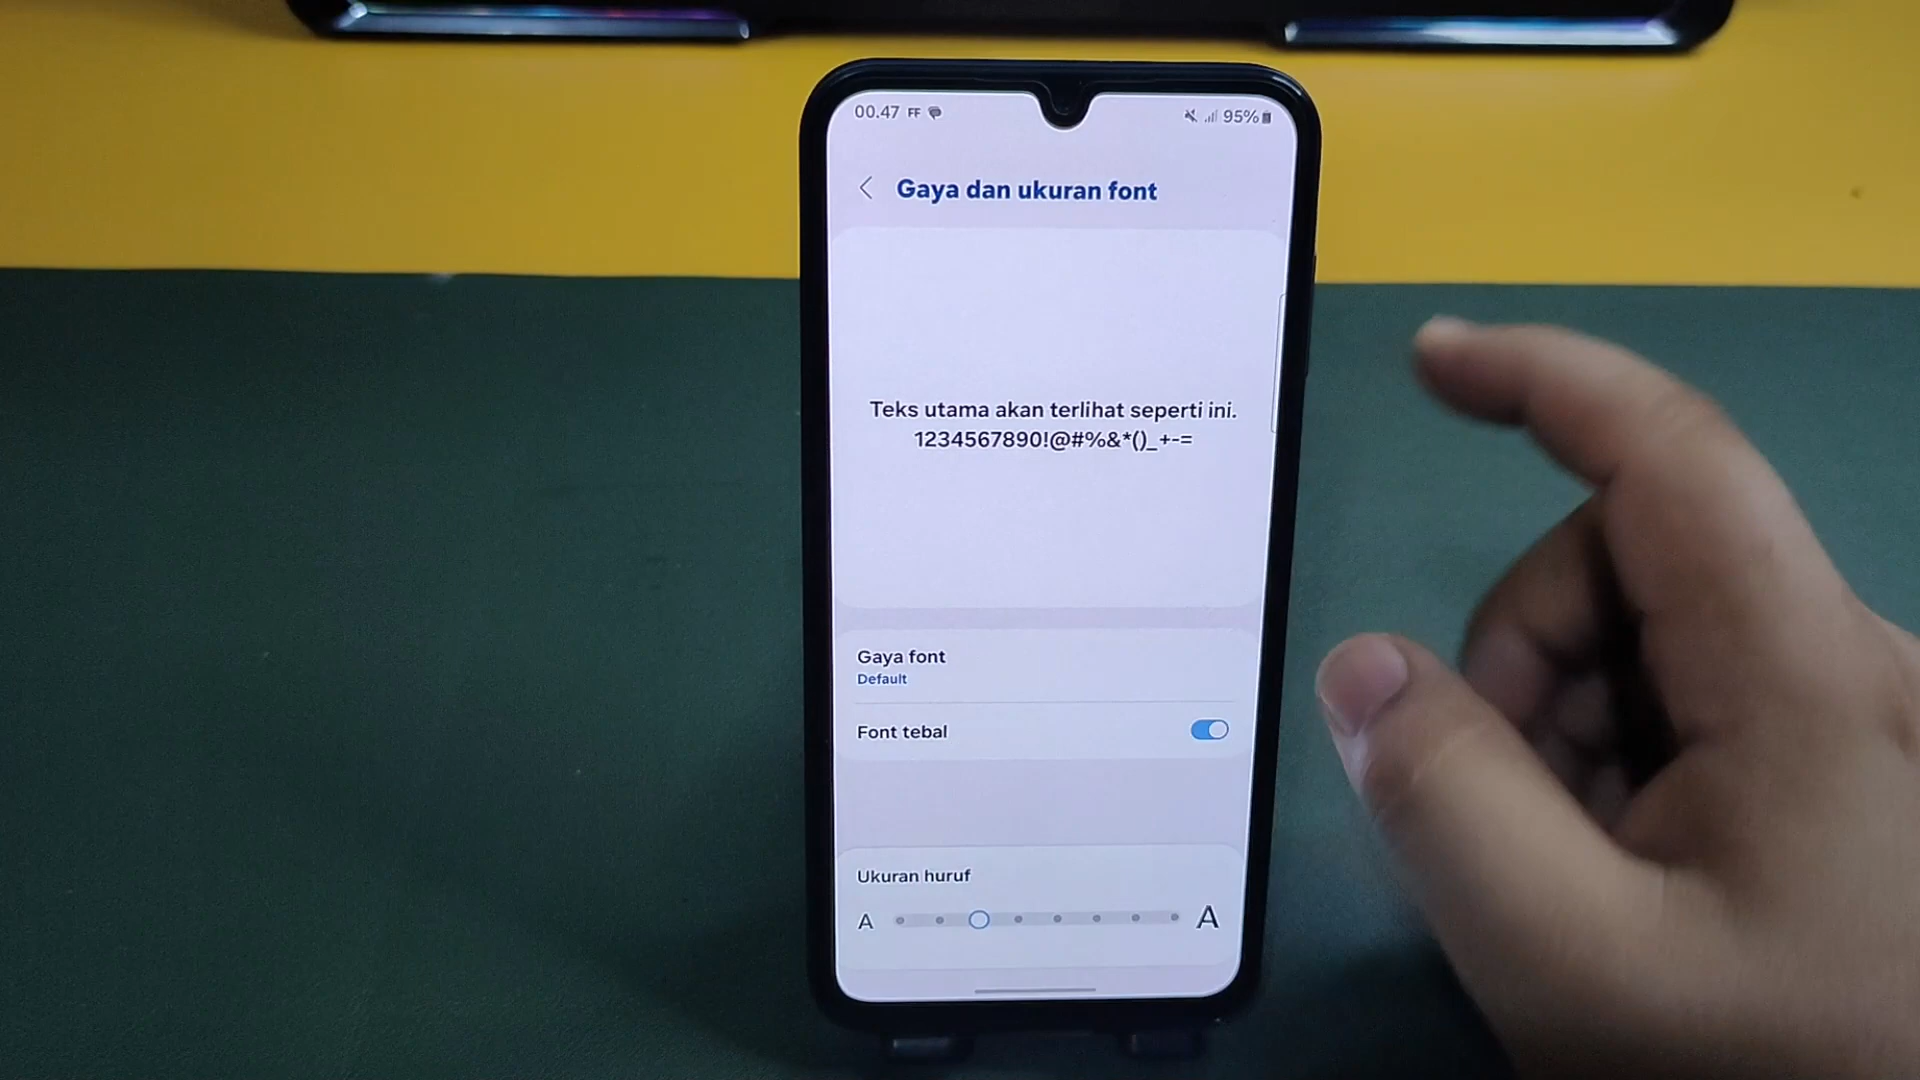 00.47 FF 95%
Gaya dan ukuran font
Teks utama akan terlihat seperti ini.
1234567890!@#%&*()_+-=
Gaya font
Default
Font tebal
Ukuran huruf
A A